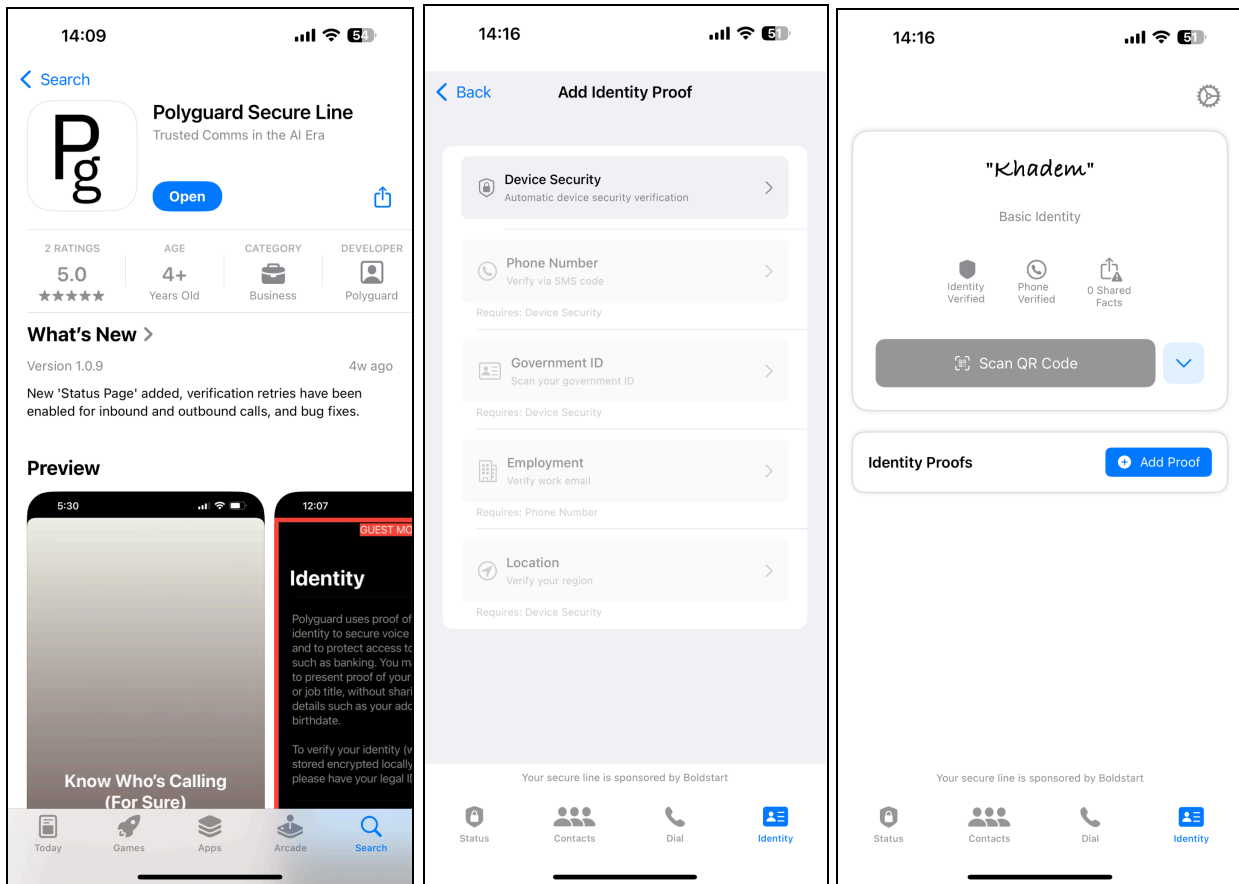 14:09
54
Search
Pg
Polyguard Secure Line
Trusted Comms in the AI Era
Open
2 RATINGS
5.0
AGE
4+
Years Old
CATEGORY
Business
DEVELOPER
Polyguard
What's New
Version 1.0.9
4w ago
New 'Status Page' added, verification retries have been
enabled for inbound and outbound calls, and bug fixes.
Preview
5:30
Know Who's Calling
(For Sure)
12:07
GUEST MO
Identity
Polyguard uses proof of
identity to secure voice
and to protect access to
such as banking. You
to present proof of your
or job title, without
details such as your
birthdate.
To verify your identity
stored encrypted locally
please have your legal
Today
Games
Apps
Arcade
Search
14:16
51
Back
Add Identity Proof
Device Security
Automatic device security verification
Phone Number
Verify via SMS code
Requires: Device Security
Government ID
Scan your government ID
Requires: Device Security
Employment
Verify work email
Requires: Phone Number
Location
Verify your region
Requires: Device Security
Your secure line is sponsored by Boldstart
Status
Contacts
Dial
Identity
14:16
51
"Khadem"
Basic Identity
Identity
Verified
Phone
Verified
0 Shared
Facts
Scan QR Code
Identity Proofs
Add Proof
Your secure line is sponsored by Boldstart
Status
Contacts
Dial
Identity